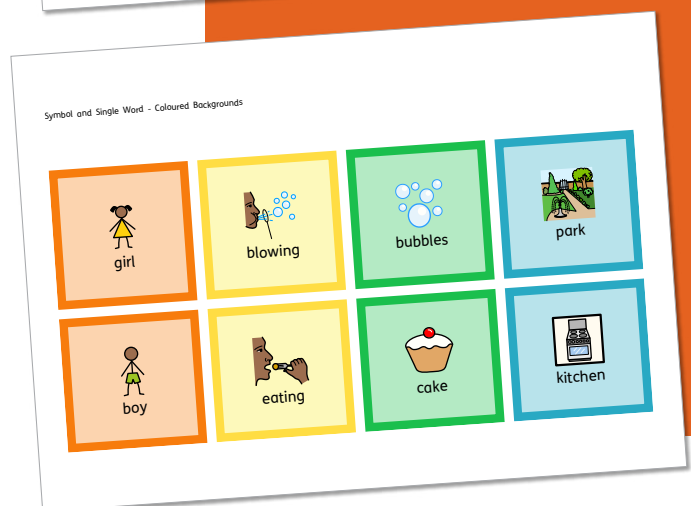 Symbol and Single Word - Coloured Backgrounds
girl
blowing
bubbles
park
boy
eating
cake
kitchen